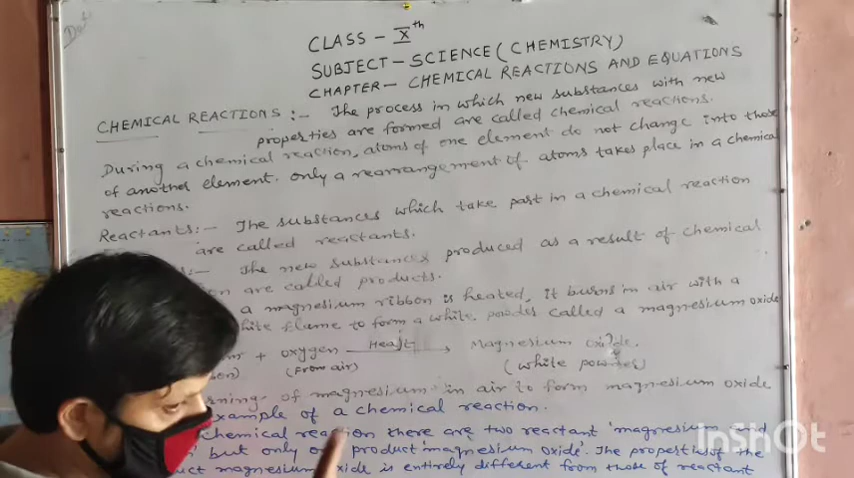 CLASS - Xth
SUBJECT - SCIENCE (CHEMISTRY)
CHAPTER - CHEMICAL REACTIONS AND EQUATIONS
CHEMICAL REACTIONS :- The process in which new substances with new
properties are formed are called chemical reactions.
During a chemical reaction, atoms of one element do not change into those
of another element. only a rearrangement of atoms takes place in a chemical
reactions.
Reactants:- The substances which take part in a chemical reaction
are called reactants.
:- The new substances produced as a result of chemical
are called products.
a magnesium ribbon is heated, it burns in air with a
flame to form a white powder called a magnesium oxide
+ oxygen Heat → Magnesium oxide.
(From air) (white powder)
of magnesium in air to form magnesium oxide
example of a chemical reaction.
chemical reaction there are two reactant 'magnesium
but only product 'magnesium oxide'. The properties of the
magnesium is entirely different from those of reactant
InShot